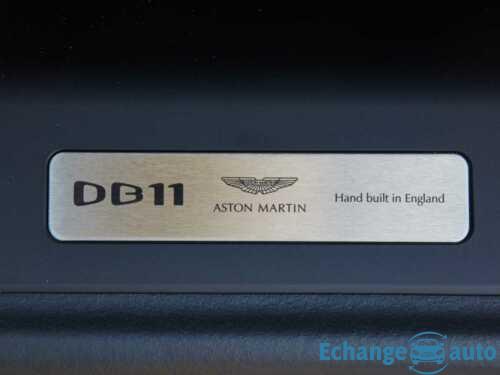 DB11
ASTON MARTIN
Hand built in England
Echange auto